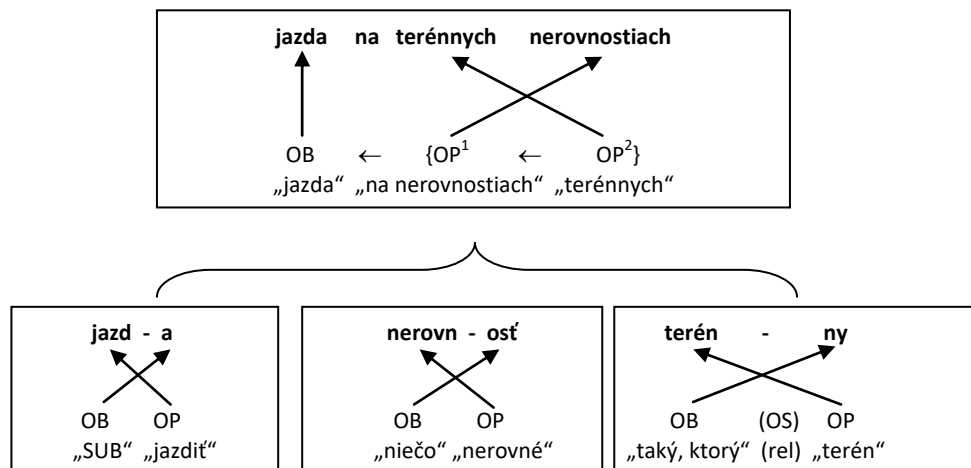 jazda na terénnych nerovnostiach
OB ← {OP¹ ← OP²}
„jazda“ „na nerovnostiach“ „terénnych“
jazd - a
OB OP
„SUB“ „jazdiť“
nerovn - osť
OB OP
„niečo“ „nerovné“
terén - ny
OB (OS) OP
„taký, ktorý“ (rel) „terén“